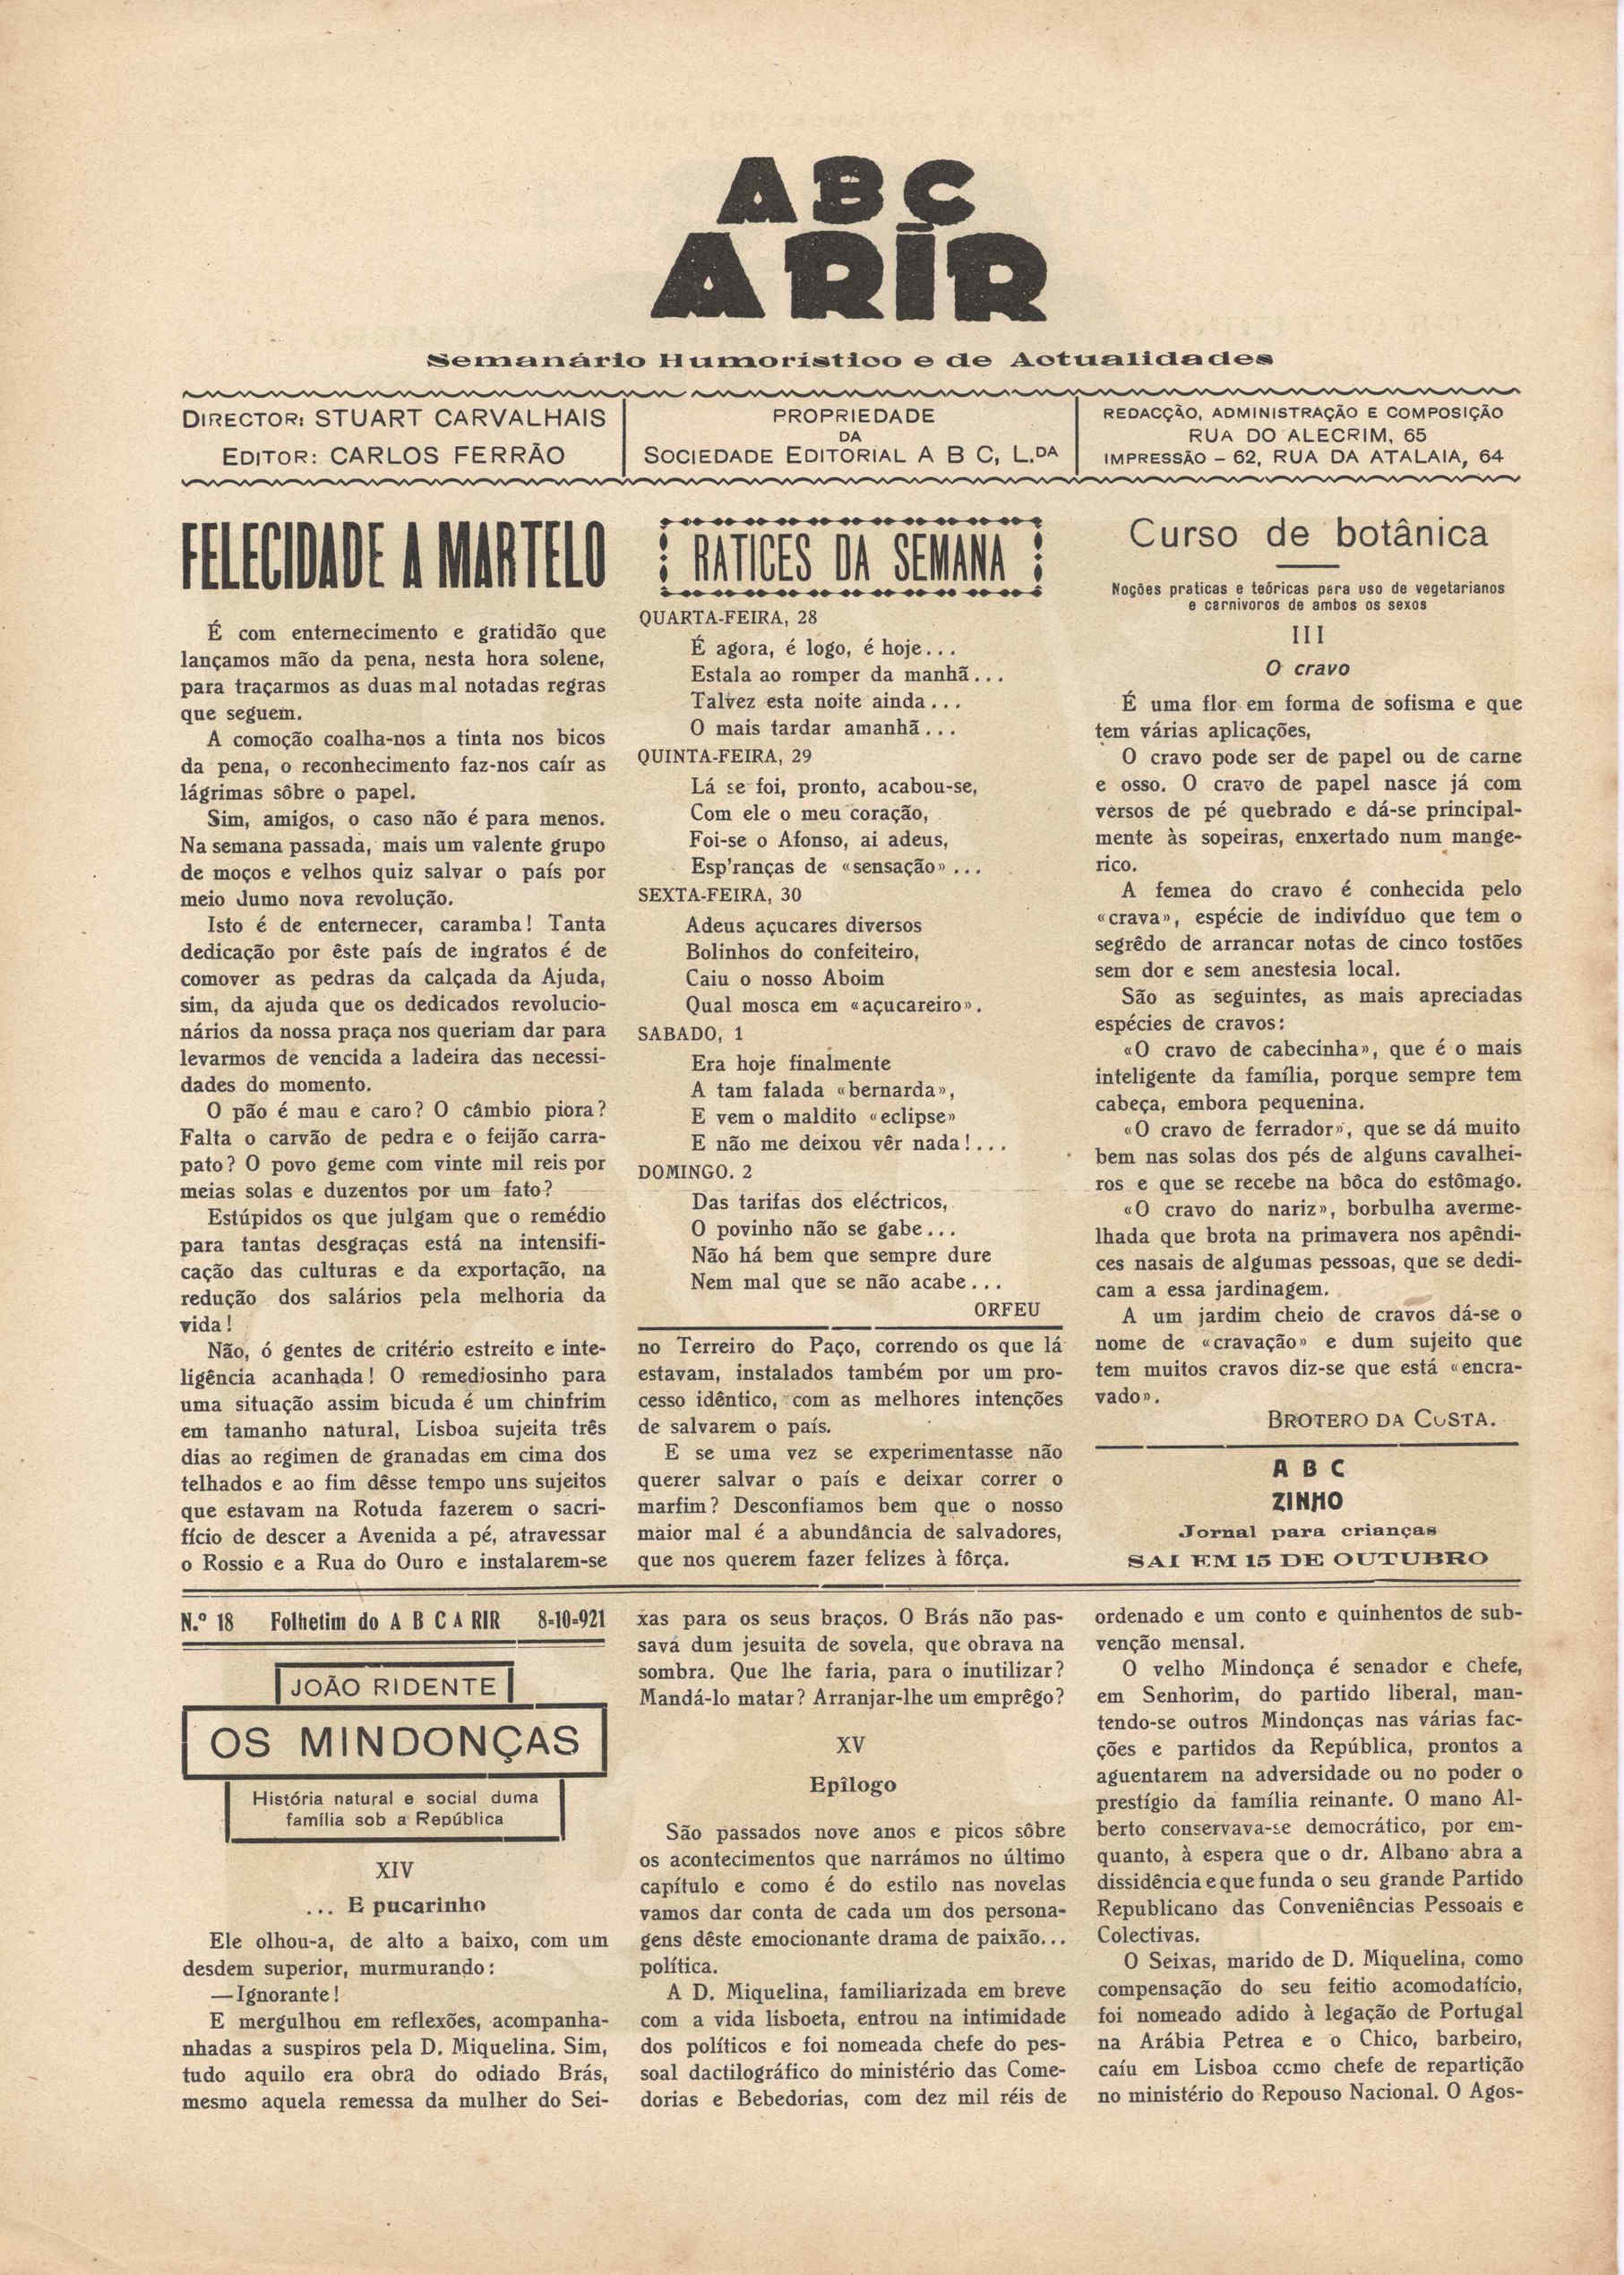 ABC
A RIR
Semanário Humorístico e de Actualidades
DIRECTOR: STUART CARVALHAIS
EDITOR: CARLOS FERRÃO
PROPRIEDADE
DA
SOCIEDADE EDITORIAL A B C, L.DA
REDACÇÃO, ADMINISTRAÇÃO E COMPOSIÇÃO
RUA DO ALECRIM, 65
IMPRESSÃO – 62, RUA DA ATALAIA, 64
FELECIDADE A MARTELO
É com enternecimento e gratidão que
lançamos mão da pena, nesta hora solene,
para traçarmos as duas mal notadas regras
que seguem.
A comoção coalha-nos a tinta nos bicos
da pena, o reconhecimento faz-nos caír as
lágrimas sôbre o papel.
Sim, amigos, o caso não é para menos.
Na semana passada, mais um valente grupo
de moços e velhos quiz salvar o país por
meio dumo nova revolução.
Isto é de enternecer, caramba! Tanta
dedicação por êste país de ingratos é de
comover as pedras da calçada da Ajuda,
sim, da ajuda que os dedicados revolucio-
nários da nossa praça nos queriam dar para
levarmos de vencida a ladeira das necessi-
dades do momento.
O pão é mau e caro? O câmbio piora?
Falta o carvão de pedra e o feijão carra-
pato? O povo geme com vinte mil reis por
meias solas e duzentos por um fato?
Estúpidos os que julgam que o remédio
para tantas desgraças está na intensifi-
cação das culturas e da exportação, na
redução dos salários pela melhoria da
vida!
Não, ó gentes de critério estreito e inte-
ligência acanhada! O remediosinho para
uma situação assim bicuda é um chinfrim
em tamanho natural, Lisboa sujeita três
dias ao regimen de granadas em cima dos
telhados e ao fim dêsse tempo uns sujeitos
que estavam na Rotuda fazerem o sacri-
fício de descer a Avenida a pé, atravessar
o Rossio e a Rua do Ouro e instalarem-se
RATICES DA SEMANA
QUARTA-FEIRA, 28
É agora, é logo, é hoje...
Estala ao romper da manhã...
Talvez esta noite ainda...
O mais tardar amanhã...
QUINTA-FEIRA, 29
Lá se foi, pronto, acabou-se,
Com ele o meu coração,
Foi-se o Afonso, ai adeus,
Esp'ranças de «sensação»...
SEXTA-FEIRA, 30
Adeus açucares diversos
Bolinhos do confeiteiro,
Caiu o nosso Aboim
Qual mosca em «açucareiro».
SABADO, 1
Era hoje finalmente
A tam falada «bernarda»,
E vem o maldito «eclipse»
E não me deixou vêr nada!...
DOMINGO. 2
Das tarifas dos eléctricos,
O povinho não se gabe...
Não há bem que sempre dure
Nem mal que se não acabe...
ORFEU
no Terreiro do Paço, correndo os que lá
estavam, instalados também por um pro-
cesso idêntico, com as melhores intenções
de salvarem o país.
E se uma vez se experimentasse não
querer salvar o país e deixar correr o
marfim? Desconfiamos bem que o nosso
maior mal é a abundância de salvadores,
que nos querem fazer felizes à fôrça.
Curso de botânica
Noções praticas e teóricas para uso de vegetarianos
e carnivoros de ambos os sexos
III
O cravo
É uma flor em forma de sofisma e que
tem várias aplicações,
O cravo pode ser de papel ou de carne
e osso. O cravo de papel nasce já com
versos de pé quebrado e dá-se principal-
mente às sopeiras, enxertado num mange-
rico.
A femea do cravo é conhecida pelo
«crava», espécie de indivíduo que tem o
segrêdo de arrancar notas de cinco tostões
sem dor e sem anestesia local.
São as seguintes, as mais apreciadas
espécies de cravos:
«O cravo de cabecinha», que é o mais
inteligente da família, porque sempre tem
cabeça, embora pequenina.
«O cravo de ferrador», que se dá muito
bem nas solas dos pés de alguns cavalhei-
ros e que se recebe na bôca do estômago.
«O cravo do nariz», borbulha averme-
lhada que brota na primavera nos apêndi-
ces nasais de algumas pessoas, que se dedi-
cam a essa jardinagem.
A um jardim cheio de cravos dá-se o
nome de «cravação» e dum sujeito que
tem muitos cravos diz-se que está «encra-
vado».
BROTERO DA COSTA.
A B C
ZINHO
Jornal para crianças
SAI EM 15 DE OUTUBRO
N.º 18 Folhetim do A B C A RIR 8-10-921
JOÃO RIDENTE
OS MINDONÇAS
História natural e social duma
família sob a República
XIV
... E pucarinho
Ele olhou-a, de alto a baixo, com um
desdem superior, murmurando:
—Ignorante!
E mergulhou em reflexões, acompanha-
nhadas a suspiros pela D. Miquelina. Sim,
tudo aquilo era obra do odiado Brás,
mesmo aquela remessa da mulher do Sei-
xas para os seus braços. O Brás não pas-
sava dum jesuita de sovela, que obrava na
sombra. Que lhe faria, para o inutilizar?
Mandá-lo matar? Arranjar-lhe um emprêgo?
XV
Epîlogo
São passados nove anos e picos sôbre
os acontecimentos que narrámos no último
capítulo e como é do estilo nas novelas
vamos dar conta de cada um dos persona-
gens dêste emocionante drama de paixão...
política.
A D. Miquelina, familiarizada em breve
com a vida lisboeta, entrou na intimidade
dos políticos e foi nomeada chefe do pes-
soal dactilográfico do ministério das Come-
dorias e Bebedorias, com dez mil réis de
ordenado e um conto e quinhentos de sub-
venção mensal.
O velho Mindonça é senador e chefe,
em Senhorim, do partido liberal, man-
tendo-se outros Mindonças nas várias fac-
ções e partidos da República, prontos a
aguentarem na adversidade ou no poder o
prestígio da família reinante. O mano Al-
berto conservava-se democrático, por em-
quanto, à espera que o dr. Albano abra a
dissidência e que funda o seu grande Partido
Republicano das Conveniências Pessoais e
Colectivas.
O Seixas, marido de D. Miquelina, como
compensação do seu feitio acomodatício,
foi nomeado adido à legação de Portugal
na Arábia Petrea e o Chico, barbeiro,
caíu em Lisboa como chefe de repartição
no ministério do Repouso Nacional. O Agos-